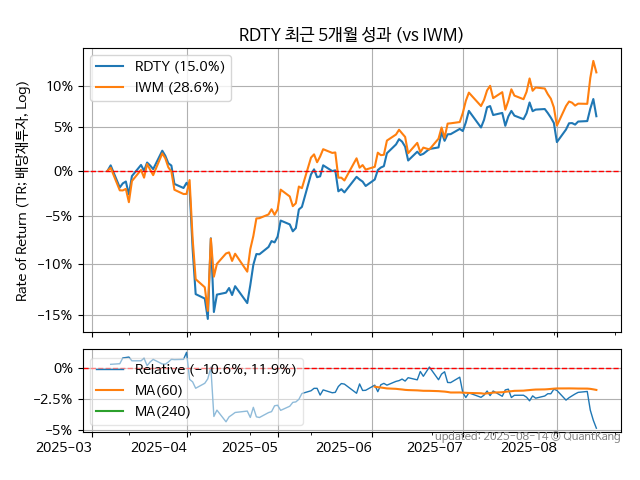 RDTY 최근 5개월 성과 (vs IWM)
RDTY (15.0%)
IWM (28.6%)
Rate of Return (TR: 배당재투자, Log)
10%
5%
0%
−5%
−10%
−15%
Relative (−10.6%, 11.9%)
MA(60)
MA(240)
0%
−2.5%
−5%
2025−03
2025−04
2025−05
2025−06
2025−07
2025−08
updated: 2025−08−14 @ QuantKang